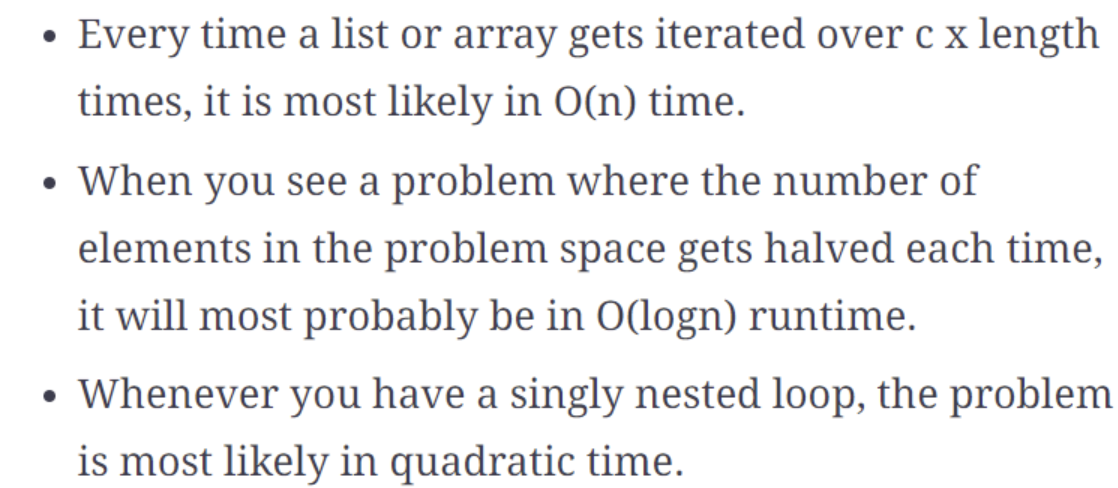 • Every time a list or array gets iterated over c x length
times, it is most likely in O(n) time.
• When you see a problem where the number of
elements in the problem space gets halved each time,
it will most probably be in O(logn) runtime.
• Whenever you have a singly nested loop, the problem
is most likely in quadratic time.